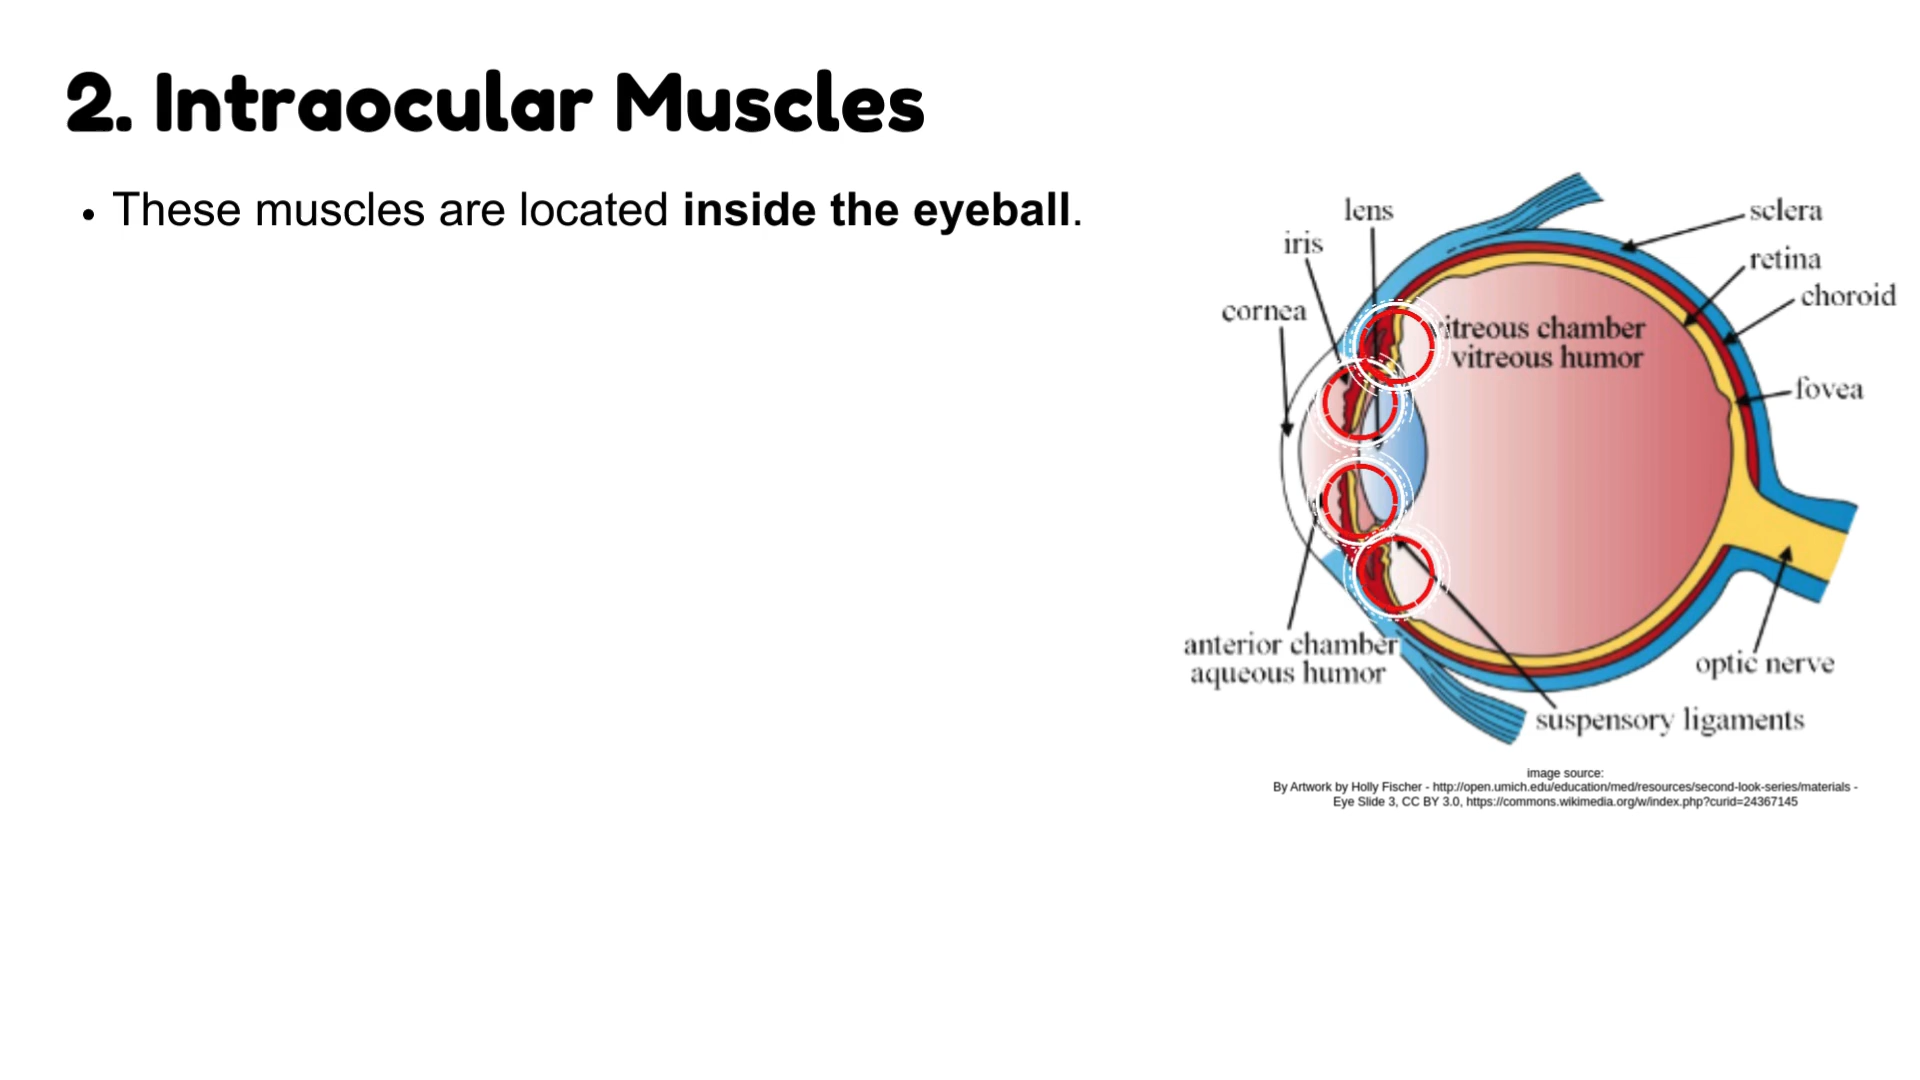 2. Intraocular Muscles
• These muscles are located inside the eyeball.
lens
sclera
iris
retina
choroid
cornea
vitreous chamber
vitreous humor
fovea
anterior chamber
aqueous humor
optic nerve
suspensory ligaments
image source:
By Artwork by Holly Fischer - http://open.umich.edu/education/med/resources/second-look-series/materials -
Eye Slide 3, CC BY 3.0, https://commons.wikimedia.org/w/index.php?curid=24367145